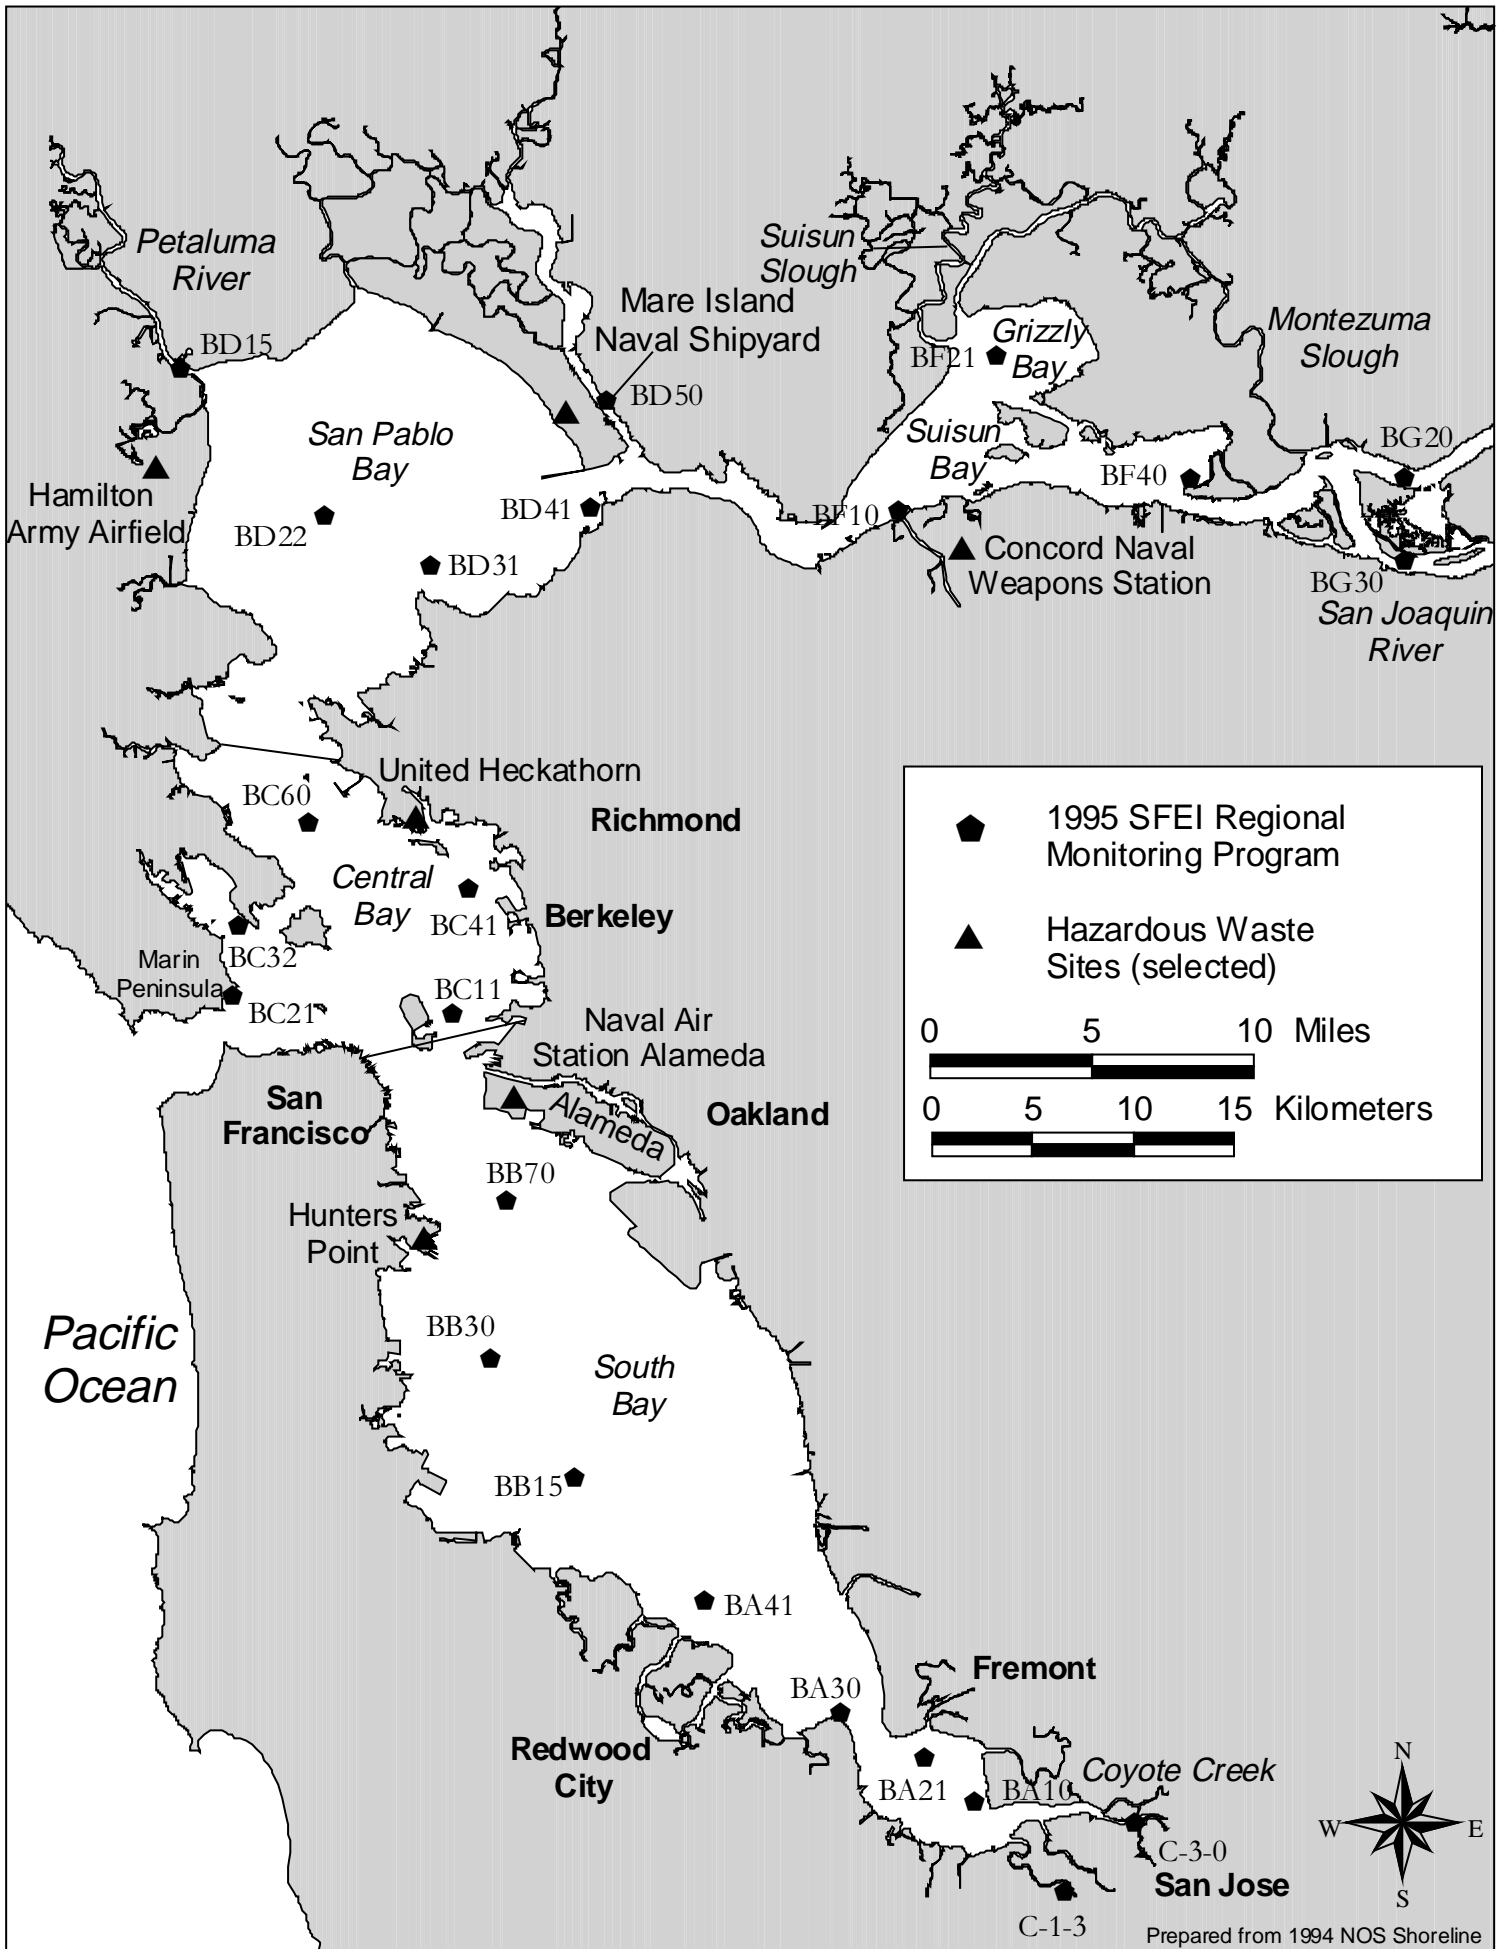 Petaluma
River
Suisun
Slough
Mare Island
Naval Shipyard
Grizzly
Bay
Montezuma
Slough
BD15
BF21
BD50
San Pablo
Bay
Suisun
Bay
BG20
BF40
Hamilton
Army Airfield
BD22
BD41
BF10
BD31
Concord Naval
Weapons Station
BG30
San Joaquin
River
United Heckathorn
BC60
Richmond
Central
Bay
BC41
Berkeley
Marin
Peninsula
BC32
BC21
BC11
Naval Air
Station Alameda
San
Francisco
Alameda
Oakland
1995 SFEI Regional
Monitoring Program
Hazardous Waste
Sites (selected)
0 5 10 Miles
0 5 10 15 Kilometers
BB70
Hunters
Point
Pacific
Ocean
BB30
South
Bay
BB15
BA41
Fremont
BA30
Redwood
City
BA21
BA10
Coyote Creek
C-3-0
San Jose
C-1-3
N
W E
S
Prepared from 1994 NOS Shoreline